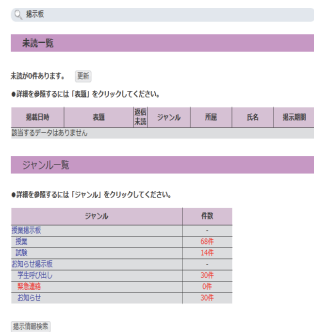 掲示板
未読一覧
未読が0件あります。 更新
●詳細を参照するには「表題」をクリックしてください。
掲載日時 表題 返信未読 ジャンル 所属 氏名 掲示期間
該当するデータはありません
ジャンル一覧
●詳細を参照するには「ジャンル」をクリックしてください。
ジャンル 件数
授業掲示板 -
授業 68件
試験 14件
お知らせ掲示板 -
学生呼び出し 30件
緊急連絡 0件
お知らせ 30件
掲示情報検索